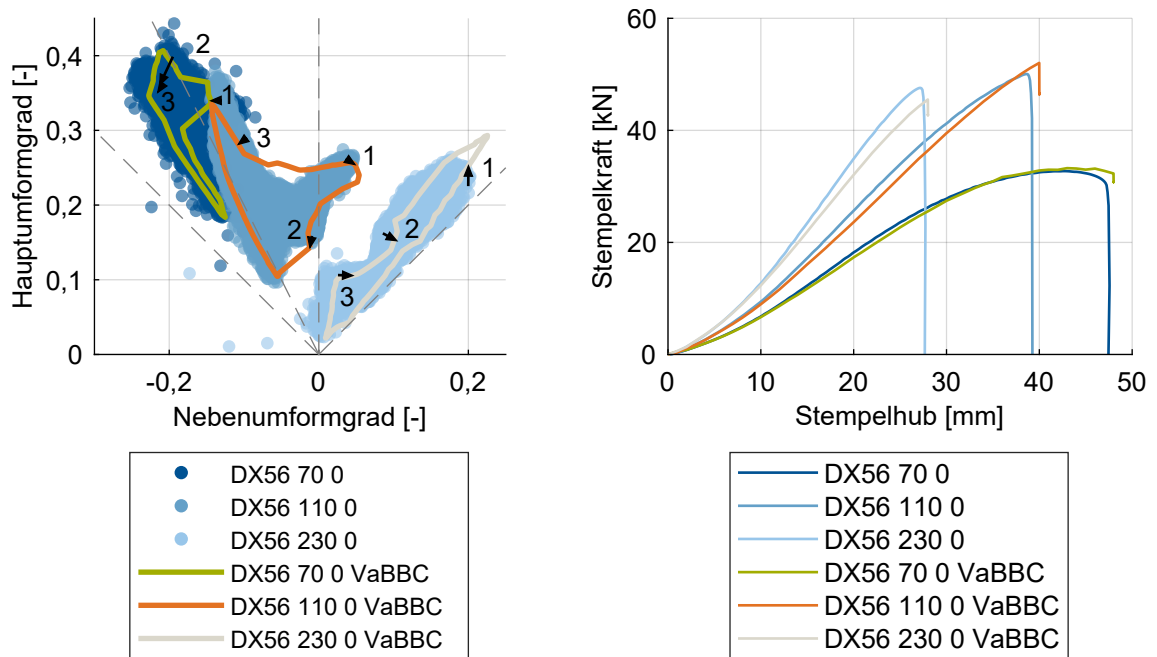 Hauptumformgrad [-]
0,4
0,3
0,2
0,1
0
-0,2
0
0,2
Nebenumformgrad [-]
2
3
1
3
1
2
1
2
3
DX56 70 0
DX56 110 0
DX56 230 0
DX56 70 0 VaBBC
DX56 110 0 VaBBC
DX56 230 0 VaBBC
Stempelkraft [kN]
60
40
20
0
0
10
20
30
40
50
Stempelhub [mm]
DX56 70 0
DX56 110 0
DX56 230 0
DX56 70 0 VaBBC
DX56 110 0 VaBBC
DX56 230 0 VaBBC